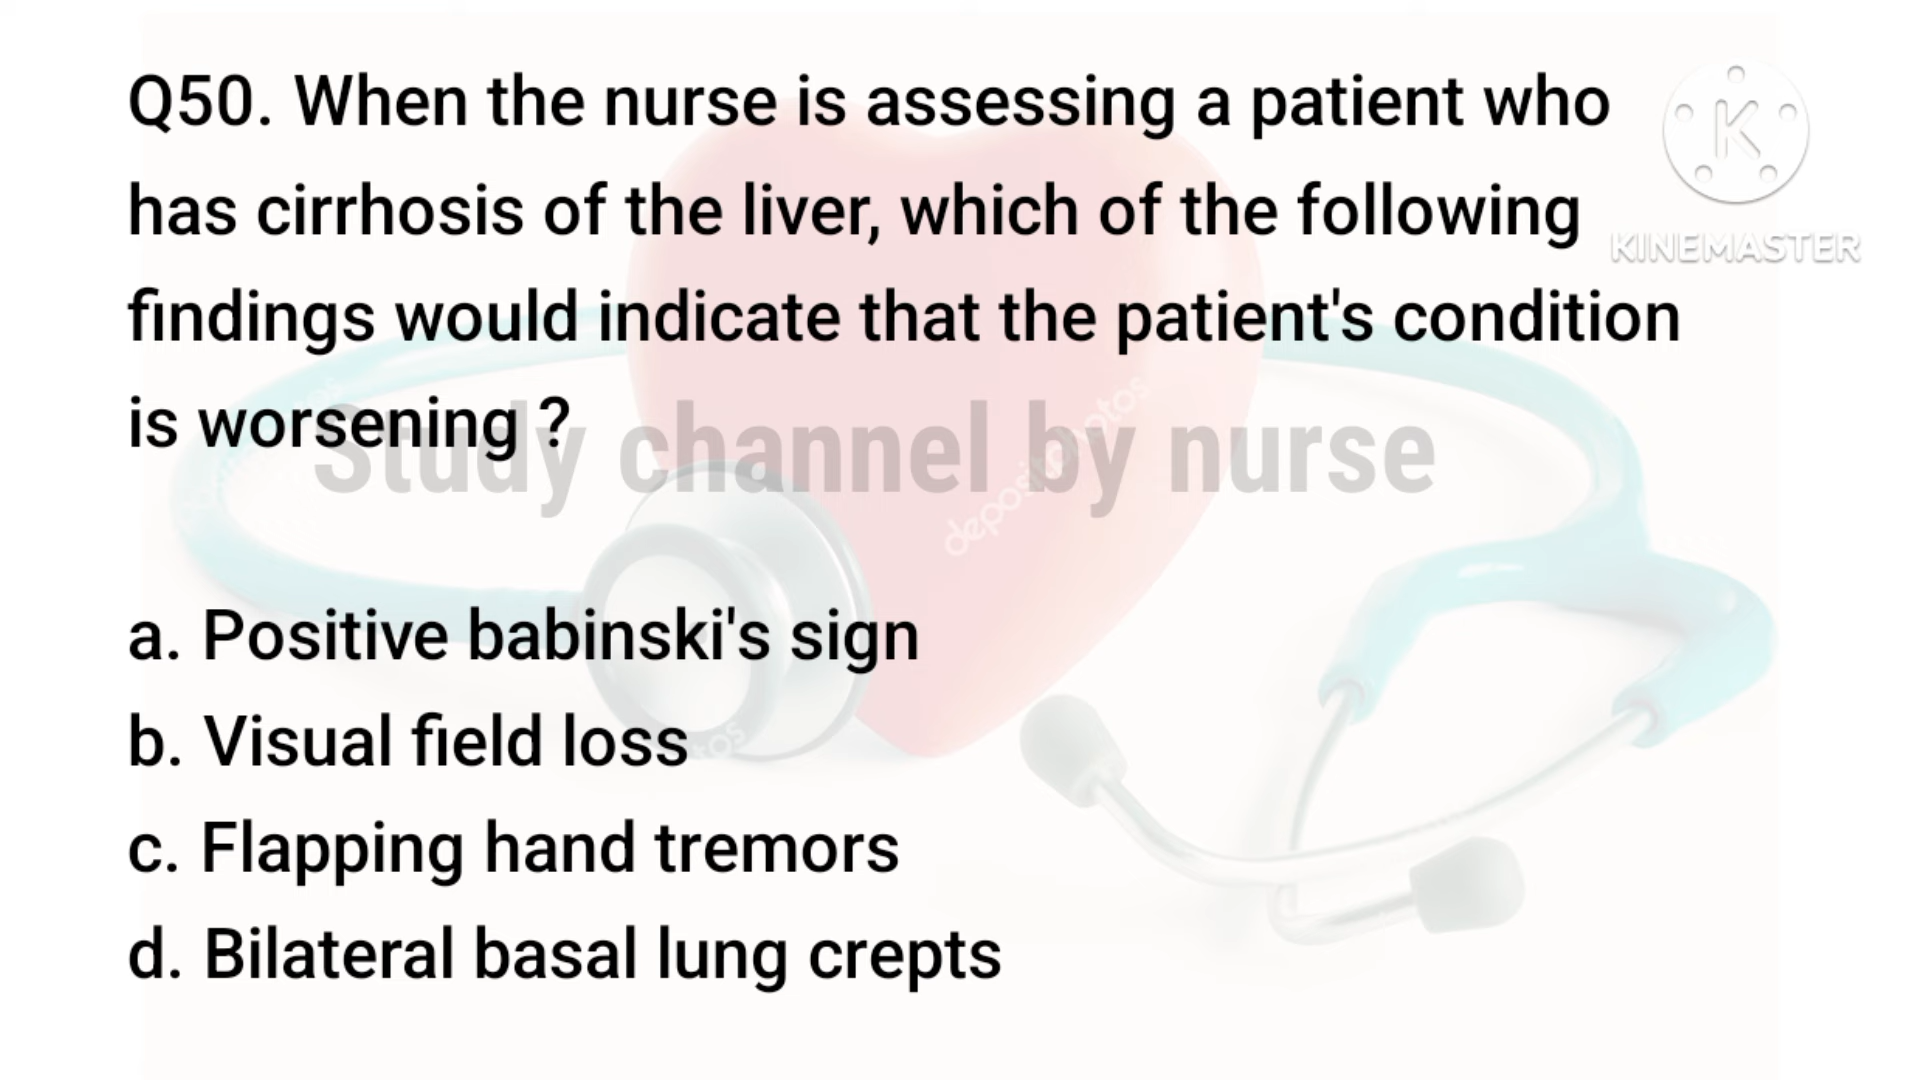 Q50. When the nurse is assessing a patient who
has cirrhosis of the liver, which of the following
findings would indicate that the patient's condition
is worsening ?
a. Positive babinski's sign
b. Visual field loss
c. Flapping hand tremors
d. Bilateral basal lung crepts
Study channel by nurse
depositphotos
K
KINEMASTER